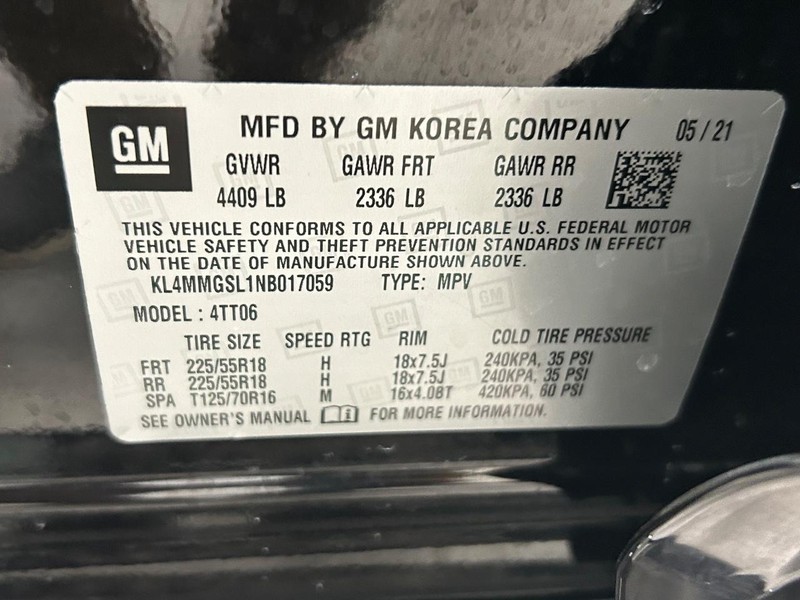 GM MFD BY GM KOREA COMPANY 05/21
GVWR GAWR FRT GAWR RR
4409 LB 2336 LB 2336 LB
THIS VEHICLE CONFORMS TO ALL APPLICABLE U.S. FEDERAL MOTOR
VEHICLE SAFETY AND THEFT PREVENTION STANDARDS IN EFFECT
ON THE DATE OF MANUFACTURE SHOWN ABOVE.
KL4MMGSL1NB017059 TYPE: MPV
MODEL : 4TT06
TIRE SIZE SPEED RTG RIM COLD TIRE PRESSURE
FRT 225/55R18 H 18x7.5J 240KPA, 35 PSI
RR 225/55R18 H 18x7.5J 240KPA, 35 PSI
SPA T125/70R16 M 16x4.0BT 420KPA, 60 PSI
SEE OWNER'S MANUAL FOR MORE INFORMATION.